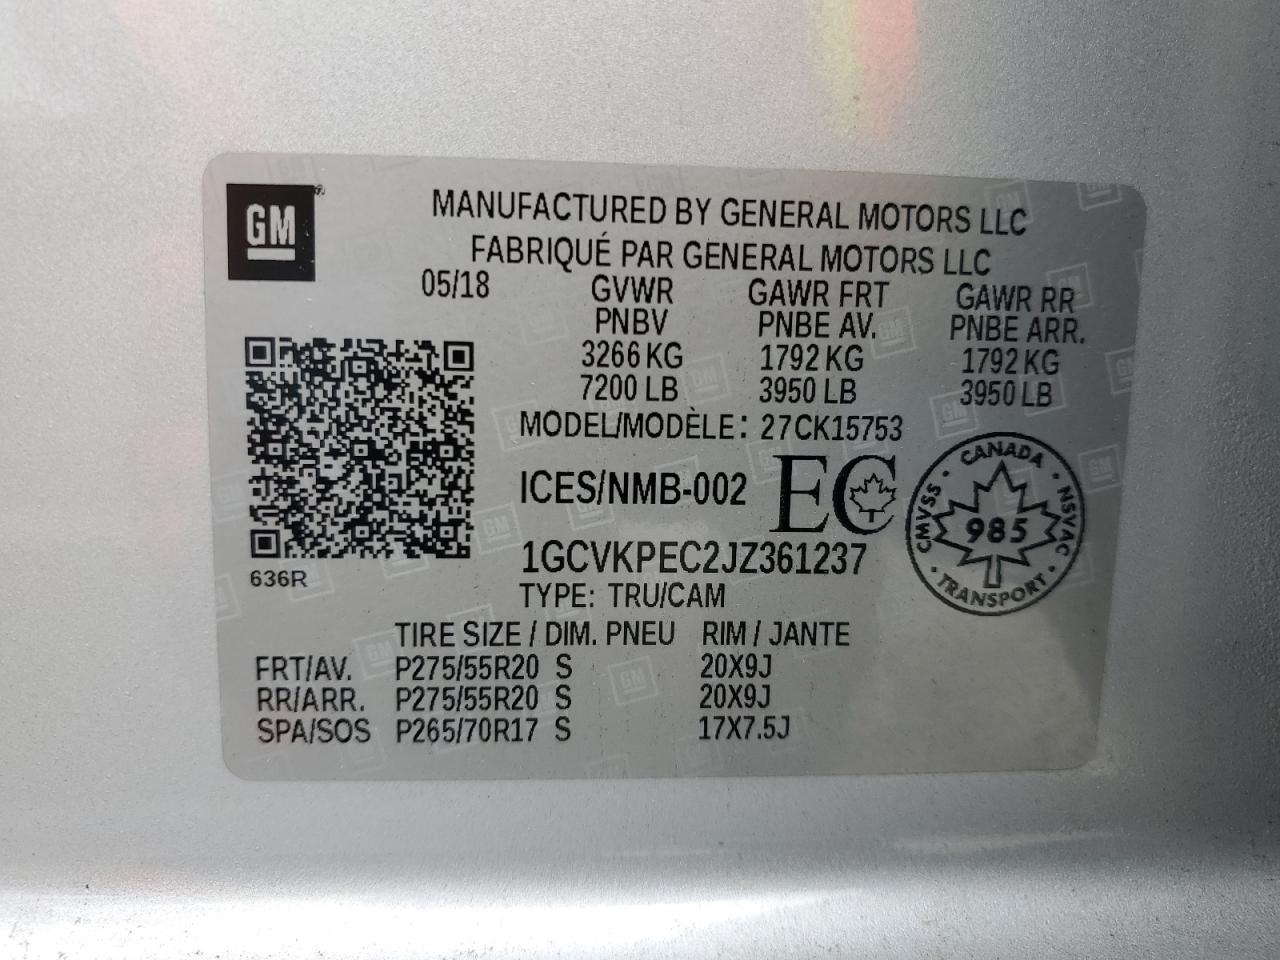 GM®
MANUFACTURED BY GENERAL MOTORS LLC
FABRIQUÉ PAR GENERAL MOTORS LLC
05/18 GVWR GAWR FRT GAWR RR
PNBV PNBE AV. PNBE ARR.
3266 KG 1792 KG 1792 KG
7200 LB 3950 LB 3950 LB
MODEL/MODÈLE: 27CK15753
ICES/NMB-002 EC
CANADA
CMVSS 985 NSVAC
TRANSPORT
1GCVKPEC2JZ361237
636R
TYPE: TRU/CAM
TIRE SIZE / DIM. PNEU RIM / JANTE
FRT/AV. P275/55R20 S 20X9J
RR/ARR. P275/55R20 S 20X9J
SPA/SOS P265/70R17 S 17X7.5J